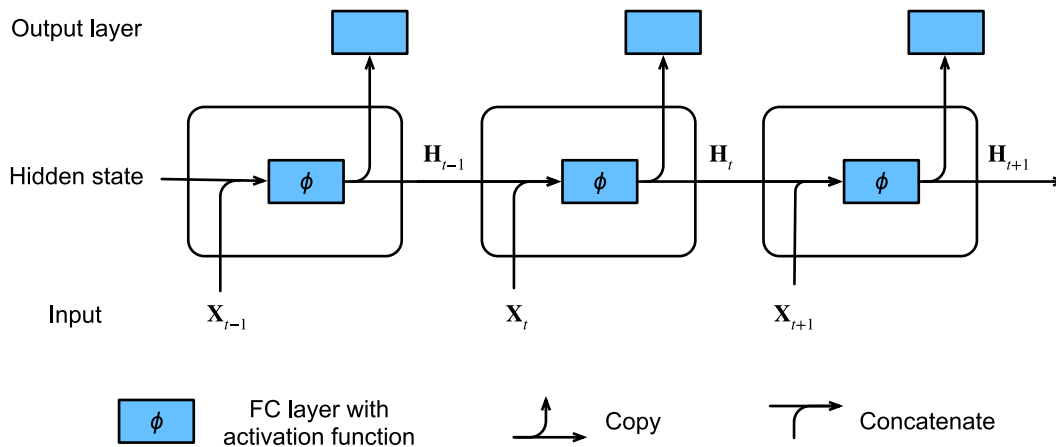 Output layer
Hidden state
ϕ
H_{t−1}
ϕ
H_t
ϕ
H_{t+1}
Input
X_{t−1}
X_t
X_{t+1}
ϕ
FC layer with
activation function
Copy
Concatenate